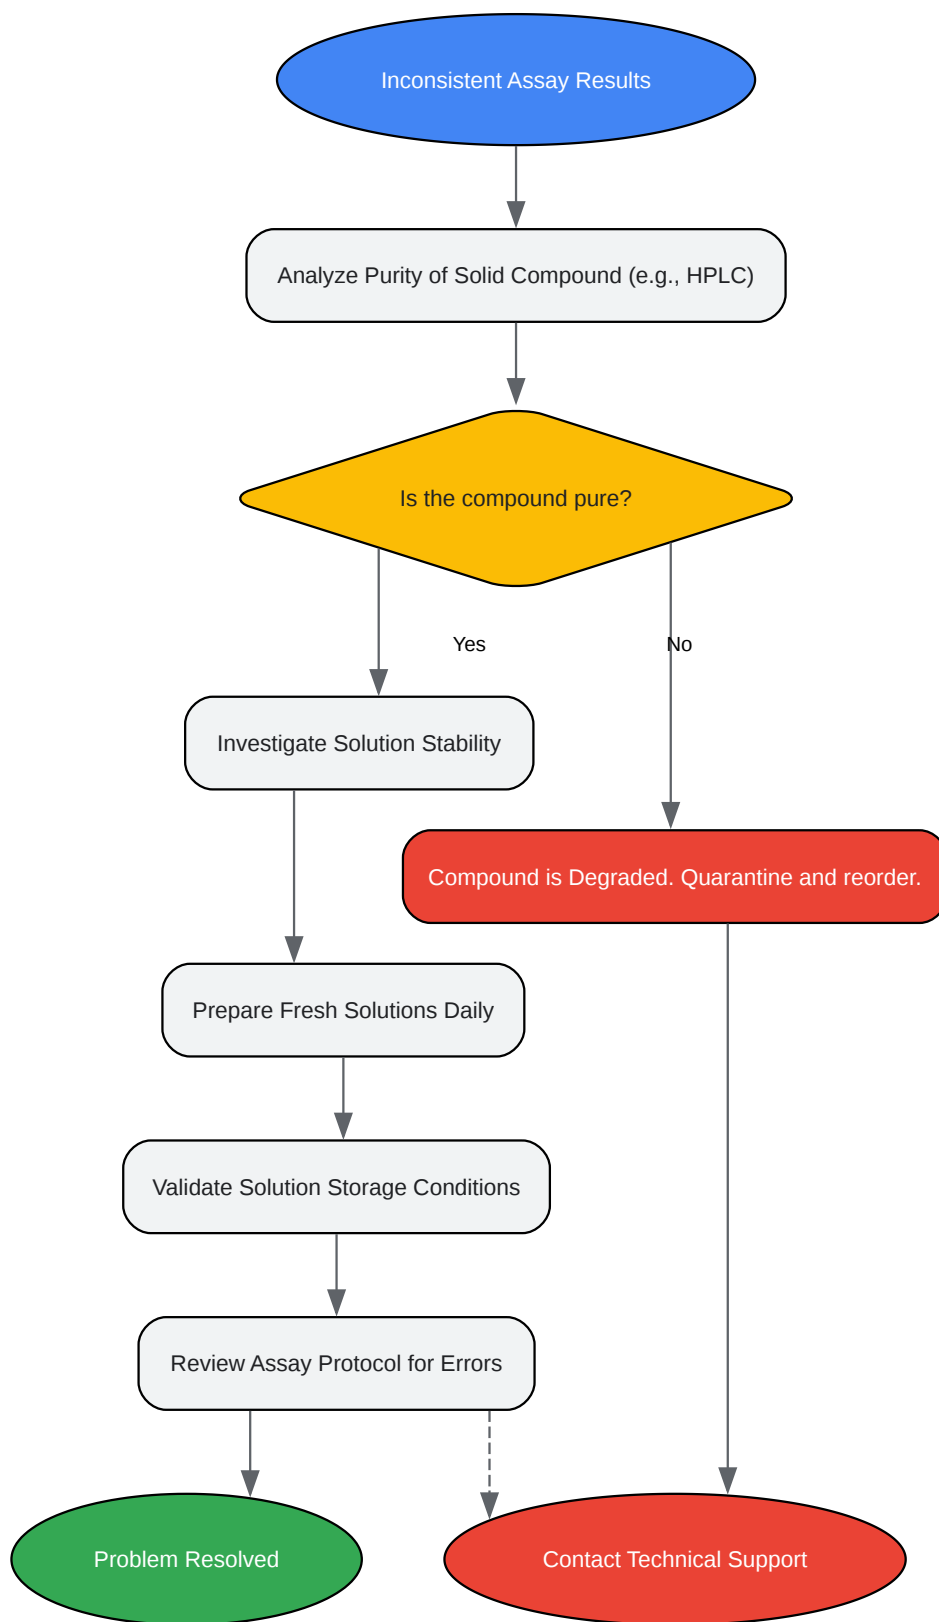 Inconsistent Assay Results
Analyze Purity of Solid Compound (e.g., HPLC)
Is the compound pure?
Yes
No
Investigate Solution Stability
Compound is Degraded. Quarantine and reorder.
Prepare Fresh Solutions Daily
Validate Solution Storage Conditions
Review Assay Protocol for Errors
Problem Resolved
Contact Technical Support